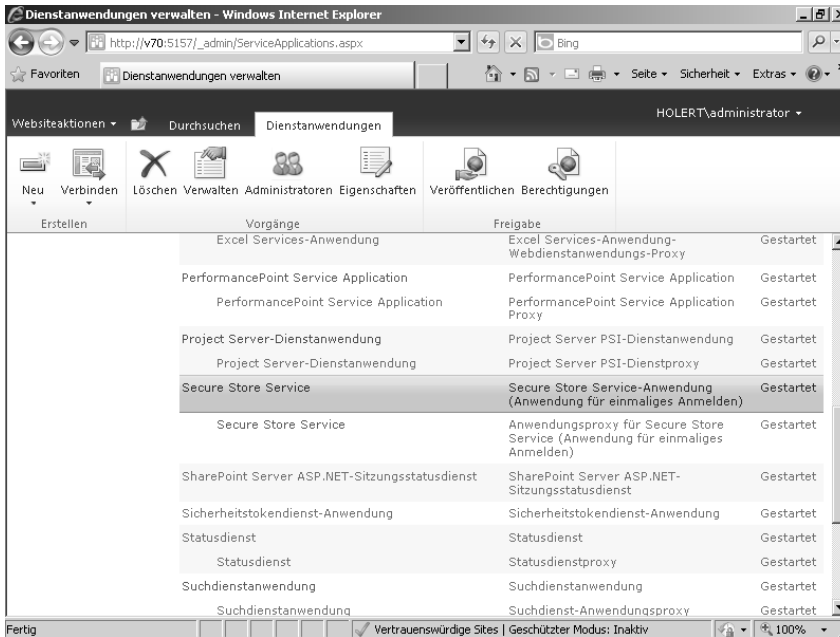 Dienstanwendungen verwalten - Windows Internet Explorer
http://v70:5157/_admin/ServiceApplications.aspx
Bing
Favoriten
Dienstanwendungen verwalten
Seite
Sicherheit
Extras
Websiteaktionen
Durchsuchen
Dienstanwendungen
HOLERT\administrator
Neu
Verbinden
Löschen
Verwalten
Administratoren
Eigenschaften
Veröffentlichen
Berechtigungen
Erstellen
Vorgänge
Freigabe
Excel Services-Anwendung
Excel Services-Anwendung-
Webdienstanwendungs-Proxy
Gestartet
PerformancePoint Service Application
PerformancePoint Service Application
Gestartet
PerformancePoint Service Application
PerformancePoint Service Application
Proxy
Gestartet
Project Server-Dienstanwendung
Project Server PSI-Dienstanwendung
Gestartet
Project Server-Dienstanwendung
Project Server PSI-Dienstproxy
Gestartet
Secure Store Service
Secure Store Service-Anwendung
(Anwendung für einmaliges Anmelden)
Gestartet
Secure Store Service
Anwendungsproxy für Secure Store
Service (Anwendung für einmaliges
Anmelden)
Gestartet
SharePoint Server ASP.NET-Sitzungsstatusdienst
SharePoint Server ASP.NET-
Sitzungsstatusdienst
Gestartet
Sicherheitstokendienst-Anwendung
Sicherheitstokendienst-Anwendung
Gestartet
Statusdienst
Statusdienst
Gestartet
Statusdienst
Statusdienstproxy
Gestartet
Suchdienstanwendung
Suchdienstanwendung
Gestartet
Suchdienstanwendung
Suchdienst-Anwendungsproxy
Gestartet
Fertig
Vertrauenswürdige Sites | Geschützter Modus: Inaktiv
100%